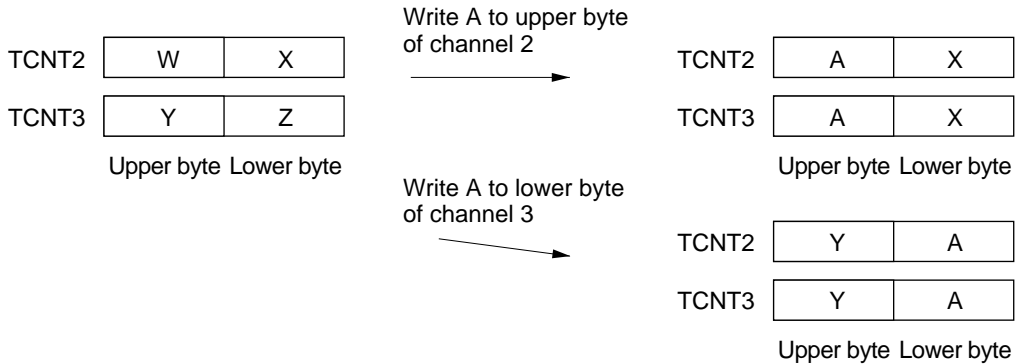 Write A to upper byte
of channel 2
TCNT2 W X
TCNT2 A X
TCNT3 Y Z
TCNT3 A X
Upper byte Lower byte
Upper byte Lower byte
Write A to lower byte
of channel 3
TCNT2 Y A
TCNT3 Y A
Upper byte Lower byte